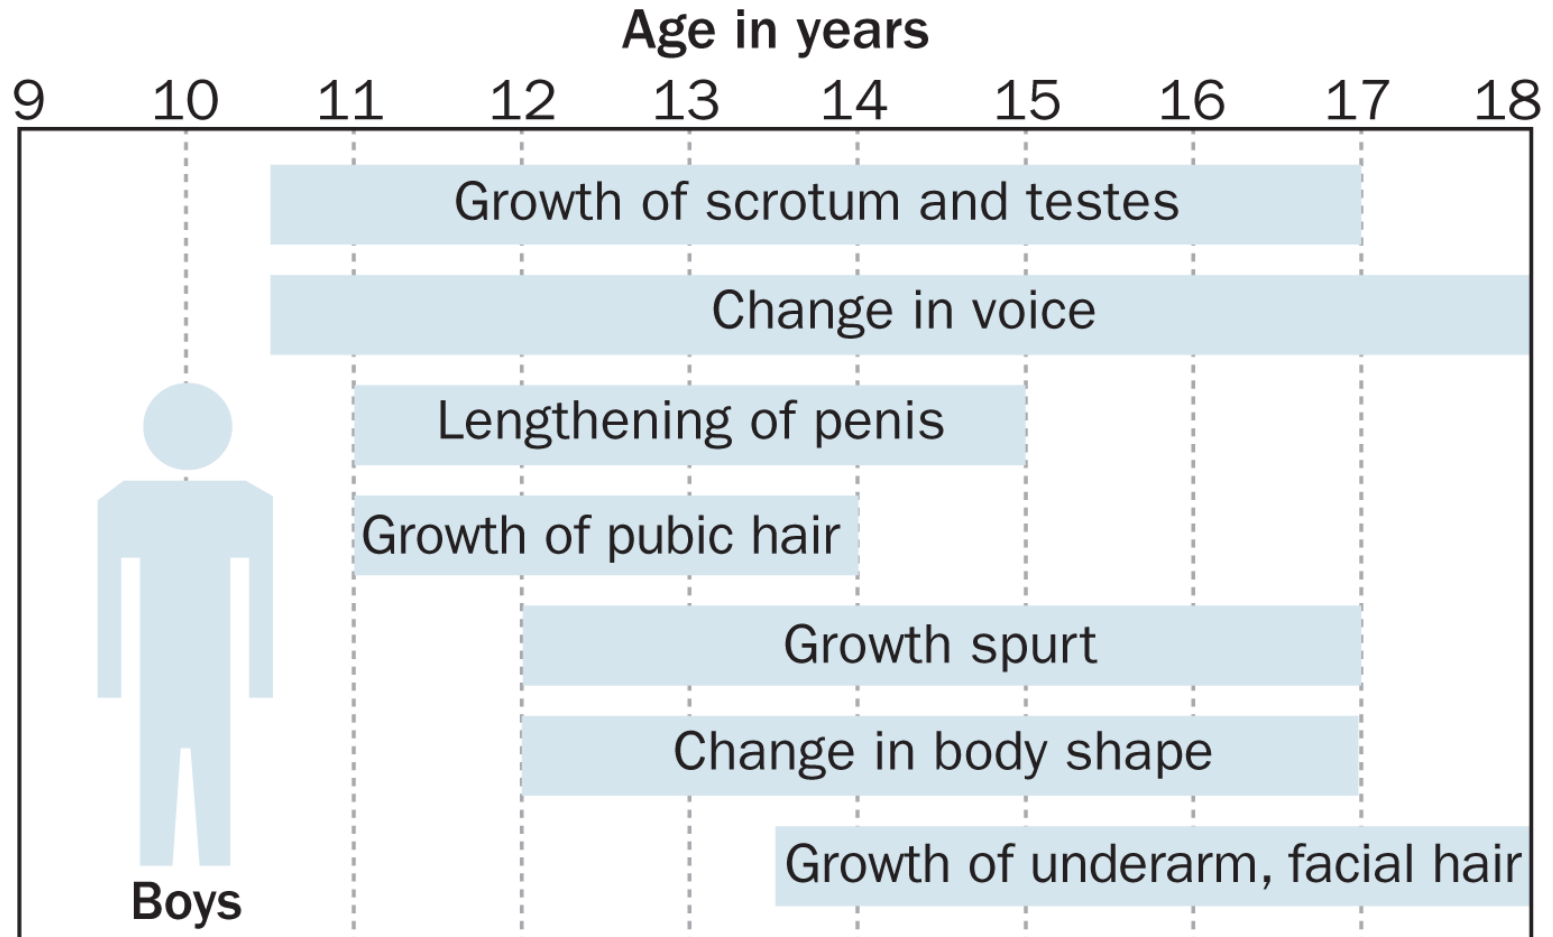 Age in years
9 10 11 12 13 14 15 16 17 18
Growth of scrotum and testes
Change in voice
Lengthening of penis
Growth of pubic hair
Growth spurt
Change in body shape
Growth of underarm, facial hair
Boys